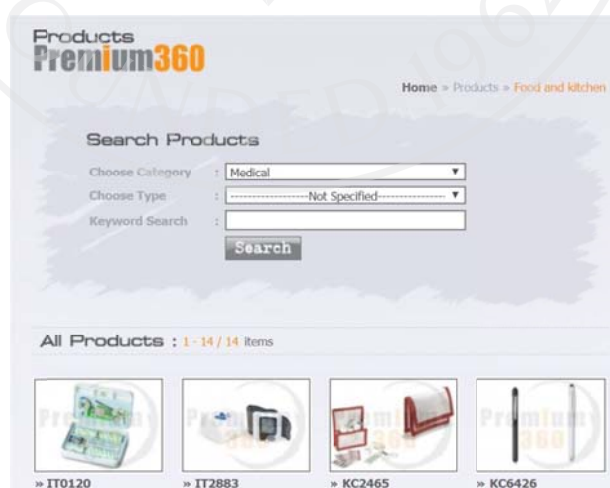 Products
Premium360
Home » Products » Food and kitchen
Search Products
Choose Category : Medical
Choose Type : -------------------Not Specified----------------
Keyword Search :
Search
All Products : 1 - 14 / 14 items
» IT0120 » IT2883 » KC2465 » KC6426